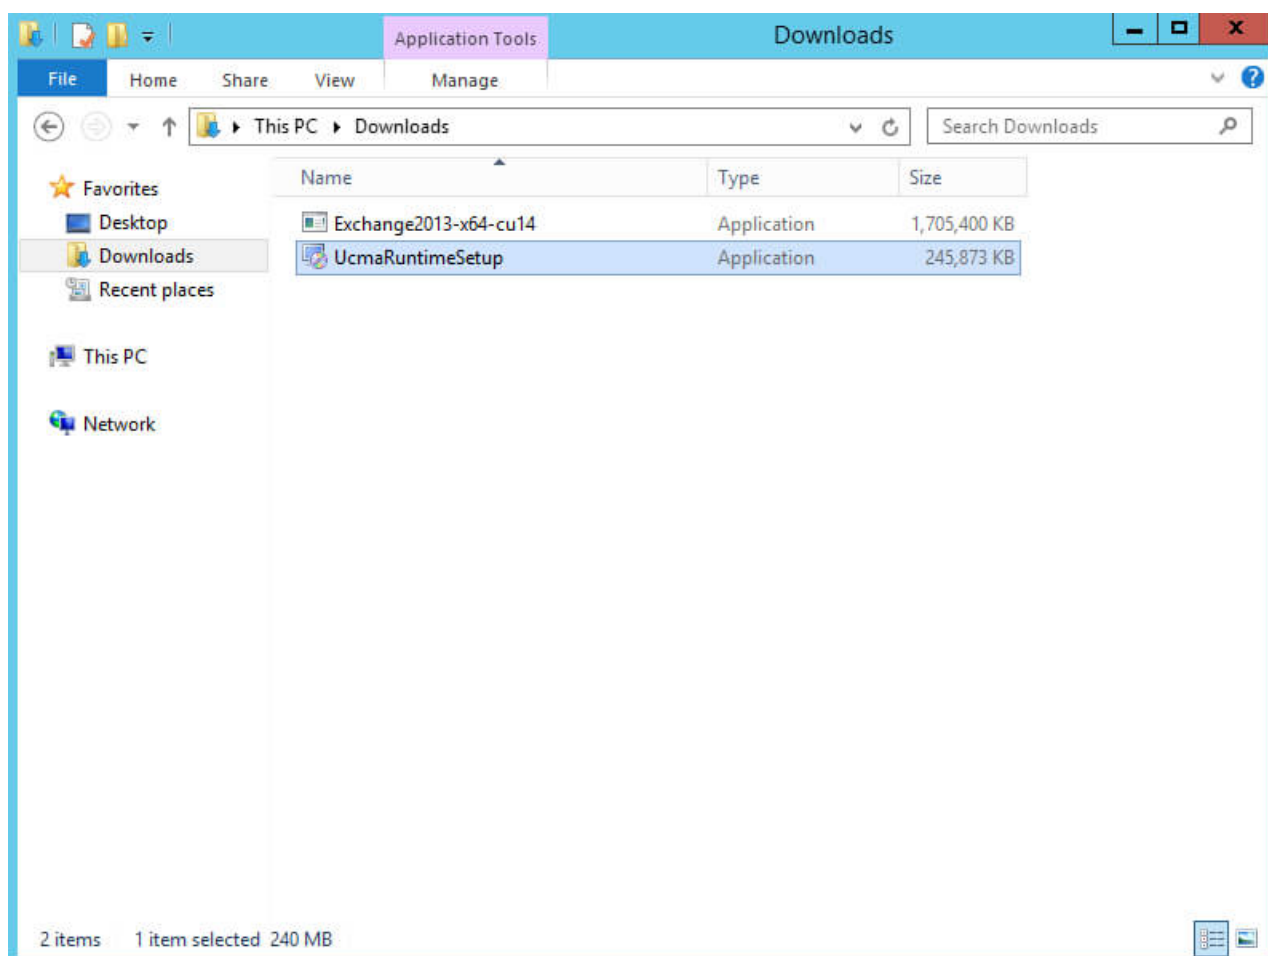 Application Tools
Downloads
File Home Share View Manage
This PC Downloads
Search Downloads
Name Type Size
Favorites
Desktop
Exchange2013-x64-cu14 Application 1,705,400 KB
Downloads
UcmaRuntimeSetup Application 245,873 KB
Recent places
This PC
Network
2 items 1 item selected 240 MB